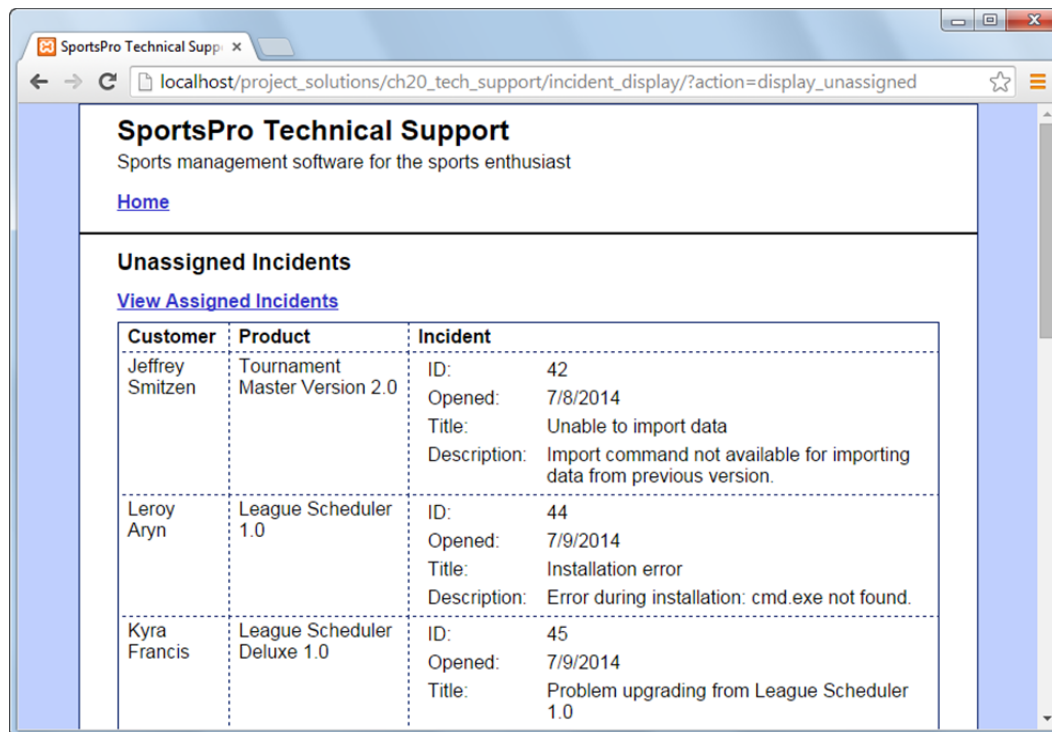 SportsPro Technical Supp
localhost/project_solutions/ch20_tech_support/incident_display/?action=display_unassigned
SportsPro Technical Support
Sports management software for the sports enthusiast
Home
Unassigned Incidents
View Assigned Incidents
Customer Product Incident
Jeffrey Tournament ID: 42
Smitzen Master Version 2.0
Opened: 7/8/2014
Title: Unable to import data
Description: Import command not available for importing
data from previous version.
Leroy League Scheduler ID: 44
Aryn 1.0
Opened: 7/9/2014
Title: Installation error
Description: Error during installation: cmd.exe not found.
Kyra League Scheduler ID: 45
Francis Deluxe 1.0
Opened: 7/9/2014
Title: Problem upgrading from League Scheduler
1.0